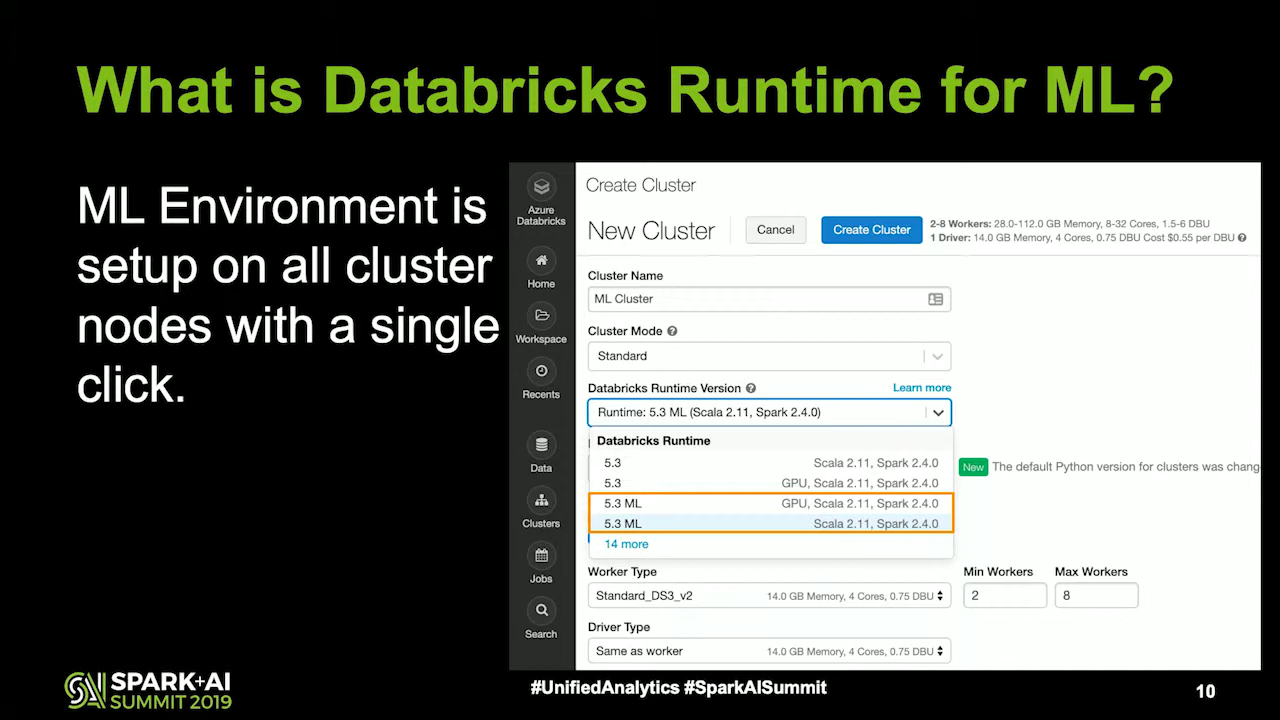 What is Databricks Runtime for ML?
ML Environment is
setup on all cluster
nodes with a single
click.
Azure
Databricks
Home
Workspace
Recents
Data
Clusters
Jobs
Search
Create Cluster
New Cluster
Cancel
Create Cluster
2-8 Workers: 28.0-112.0 GB Memory, 8-32 Cores, 1.5-6 DBU
1 Driver: 14.0 GB Memory, 4 Cores, 0.75 DBU Cost $0.55 per DBU ?
Cluster Name
ML Cluster
Cluster Mode ?
Standard
Databricks Runtime Version ? Learn more
Runtime: 5.3 ML (Scala 2.11, Spark 2.4.0)
Databricks Runtime
5.3 Scala 2.11, Spark 2.4.0
5.3 GPU, Scala 2.11, Spark 2.4.0
5.3 ML GPU, Scala 2.11, Spark 2.4.0
5.3 ML Scala 2.11, Spark 2.4.0
14 more
New The default Python version for clusters was chang
Worker Type
Standard_DS3_v2 14.0 GB Memory, 4 Cores, 0.75 DBU
Min Workers
2
Max Workers
8
Driver Type
Same as worker 14.0 GB Memory, 4 Cores, 0.75 DBU
SPARK+AI
SUMMIT 2019
#UnifiedAnalytics #SparkAISummit
10